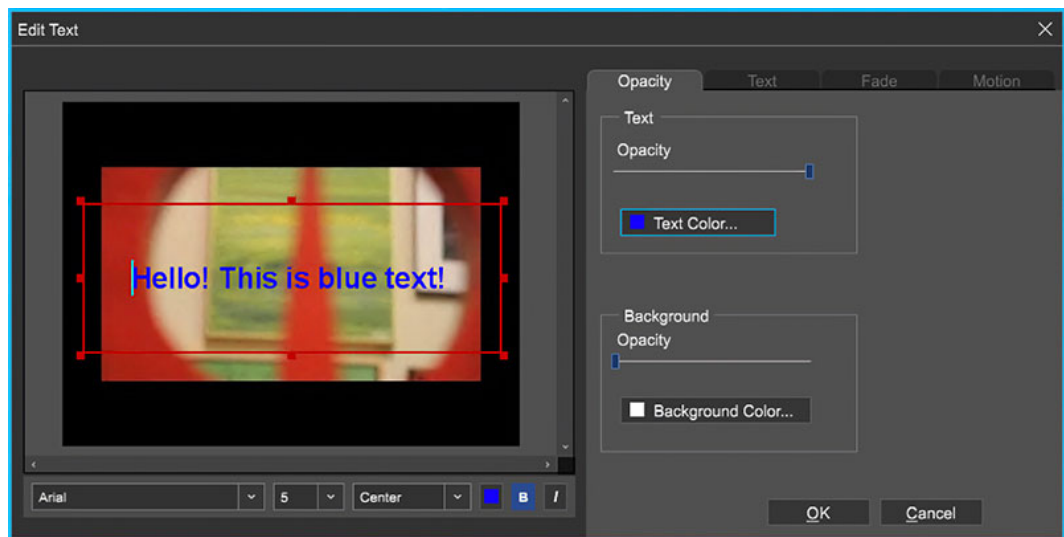 Edit Text
Opacity Text Fade Motion
Text
Opacity
Text Color...
Hello! This is blue text!
Background
Opacity
Background Color...
Arial 5 Center B I
OK Cancel